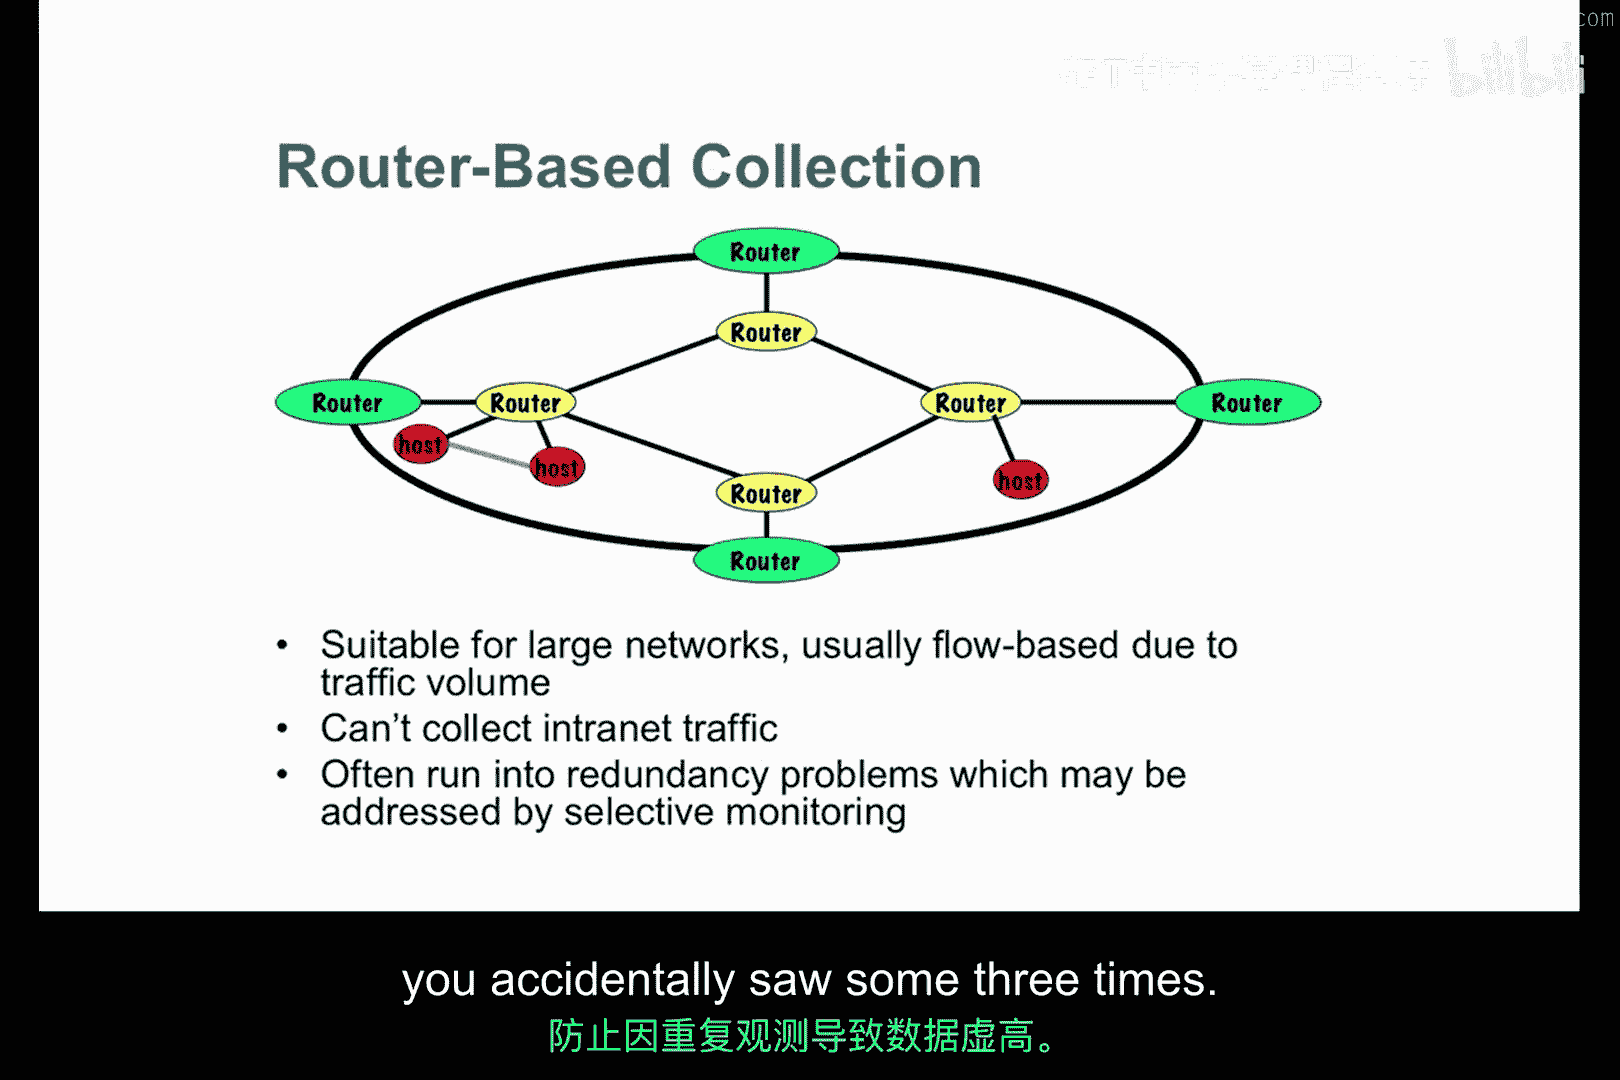 com
bilibili
Router-Based Collection
Router
Router
Router
Router
Router
Router
host
host
host
Router
Router
• Suitable for large networks, usually flow-based due to
traffic volume
• Can't collect intranet traffic
• Often run into redundancy problems which may be
addressed by selective monitoring
you accidentally saw some three times.
防止因重复观测导致数据虚高。